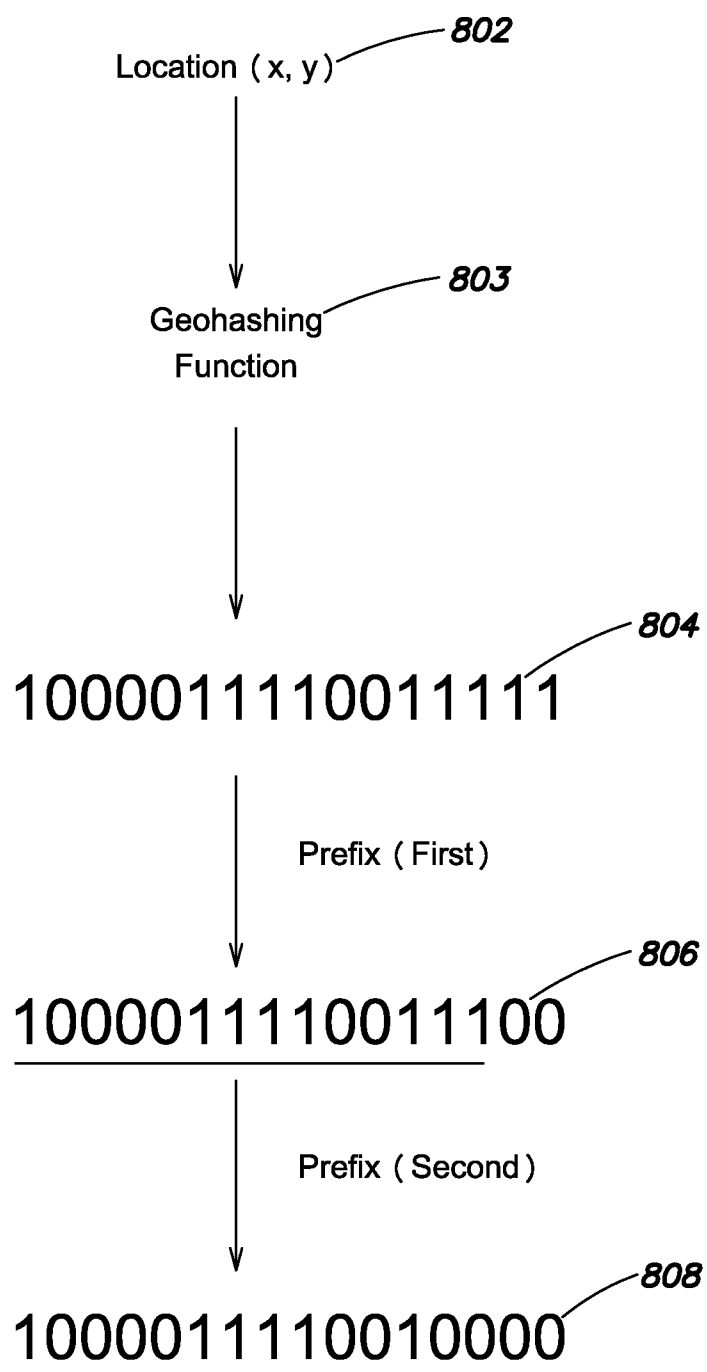 Location (x, y)
802
Geohashing
803
Function
804
1000011110011111
Prefix (First)
806
1000011110011100
Prefix (Second)
808
1000011110010000